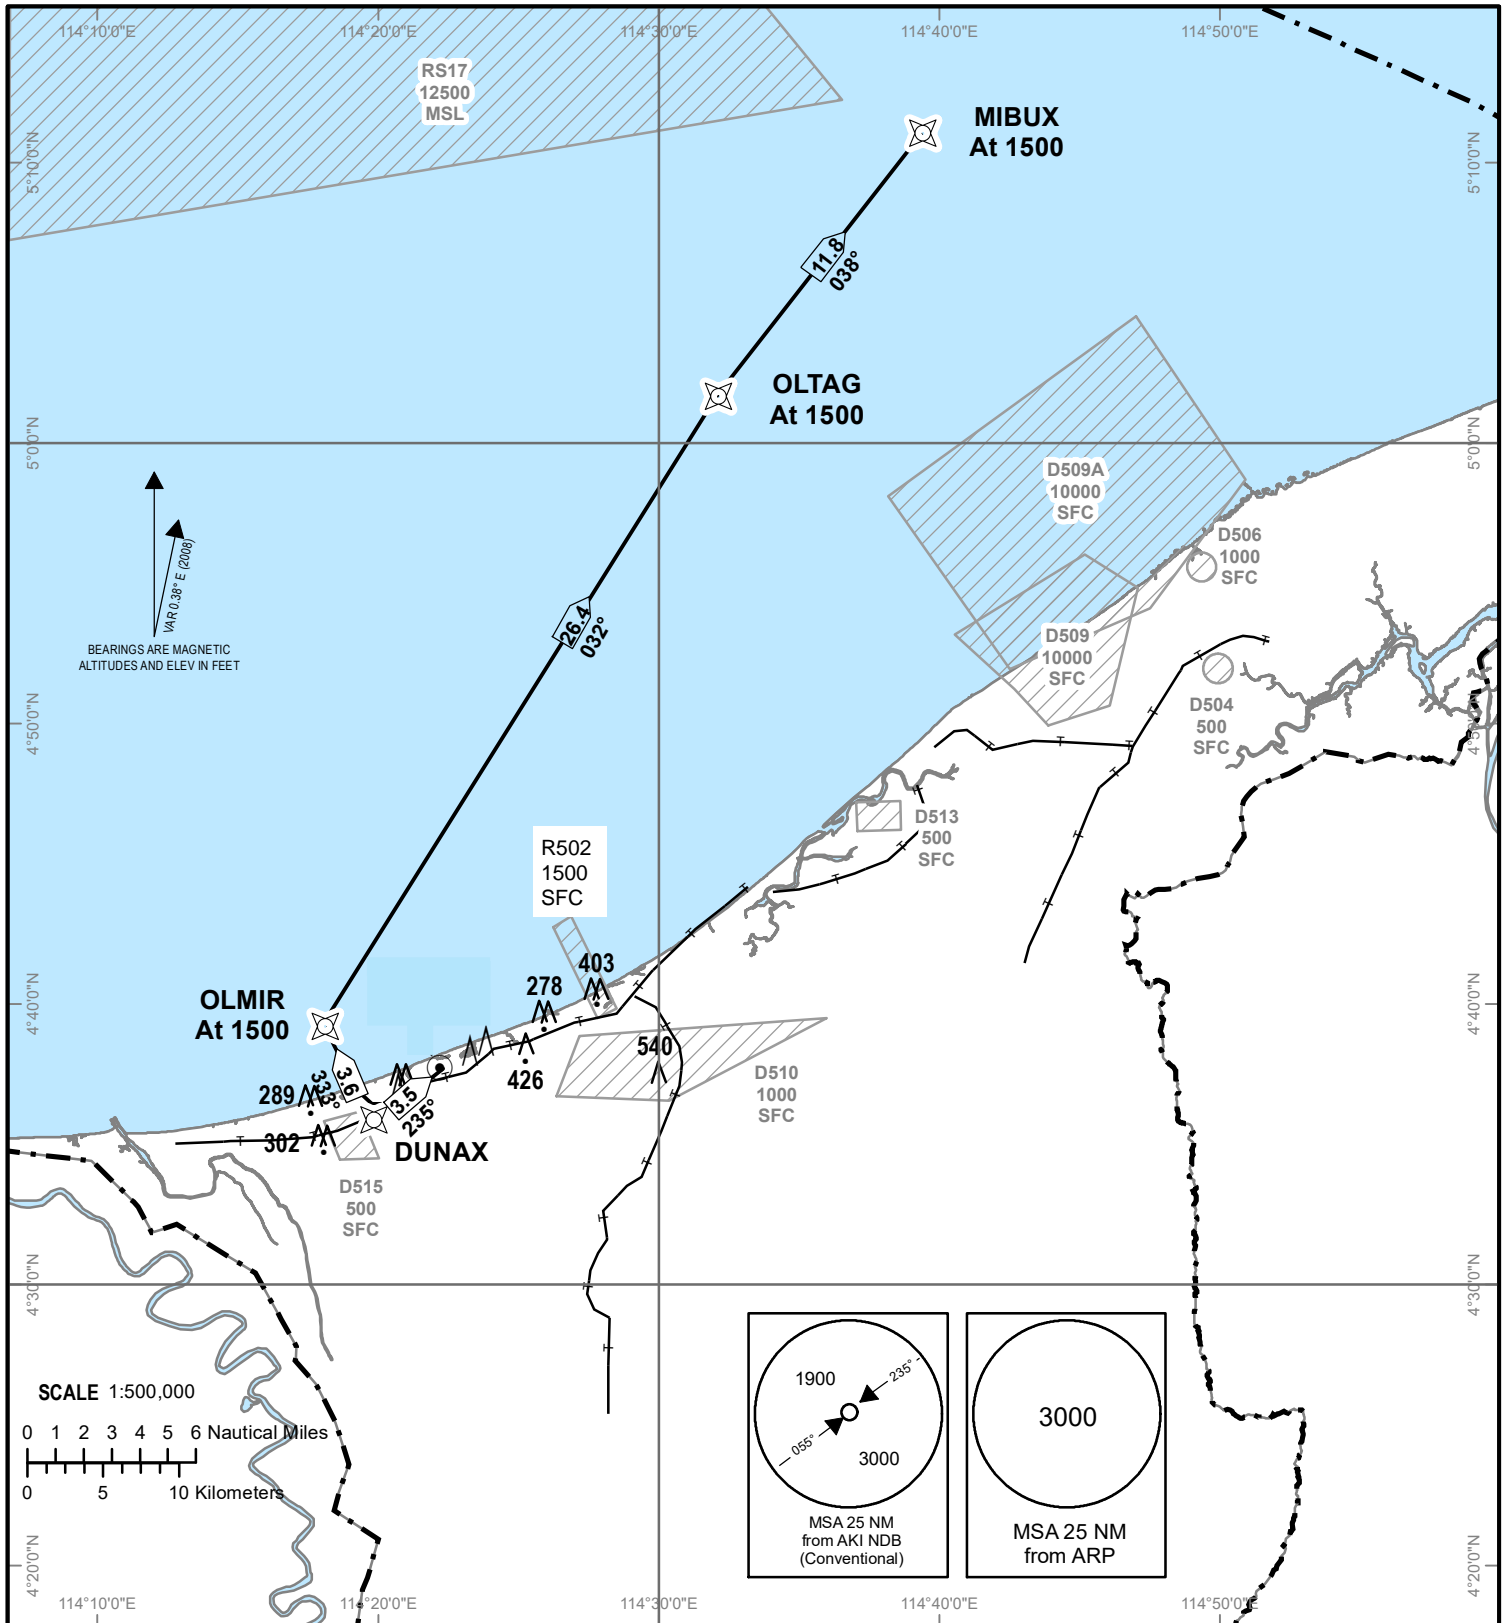 114°10'0"E
114°20'0"E
114°30'0"E
114°40'0"E
114°50'0"E
RS17
12500
MSL
MIBUX
At 1500
5°10'0"N
5°10'0"N
11.8
038°
OLTAG
At 1500
5°0'0"N
5°0'0"N
D509A
10000
SFC
D506
1000
SFC
VAR 0.38° E (2008)
BEARINGS ARE MAGNETIC
ALTITUDES AND ELEV IN FEET
26.4
032°
D509
10000
SFC
D504
500
SFC
4°50'0"N
4°50'0"N
D513
500
SFC
R502
1500
SFC
403
278
OLMIR
At 1500
4°40'0"N
4°40'0"N
540
426
D510
1000
SFC
3.6
333°
289
3.5
235°
302
DUNAX
D515
500
SFC
4°30'0"N
4°30'0"N
SCALE 1:500,000
0 1 2 3 4 5 6 Nautical Miles
0 5 10 Kilometers
1900
235°
055°
3000
MSA 25 NM
from AKI NDB
(Conventional)
3000
MSA 25 NM
from ARP
4°20'0"N
4°20'0"N
114°10'0"E
114°20'0"E
114°30'0"E
114°40'0"E
114°50'0"E